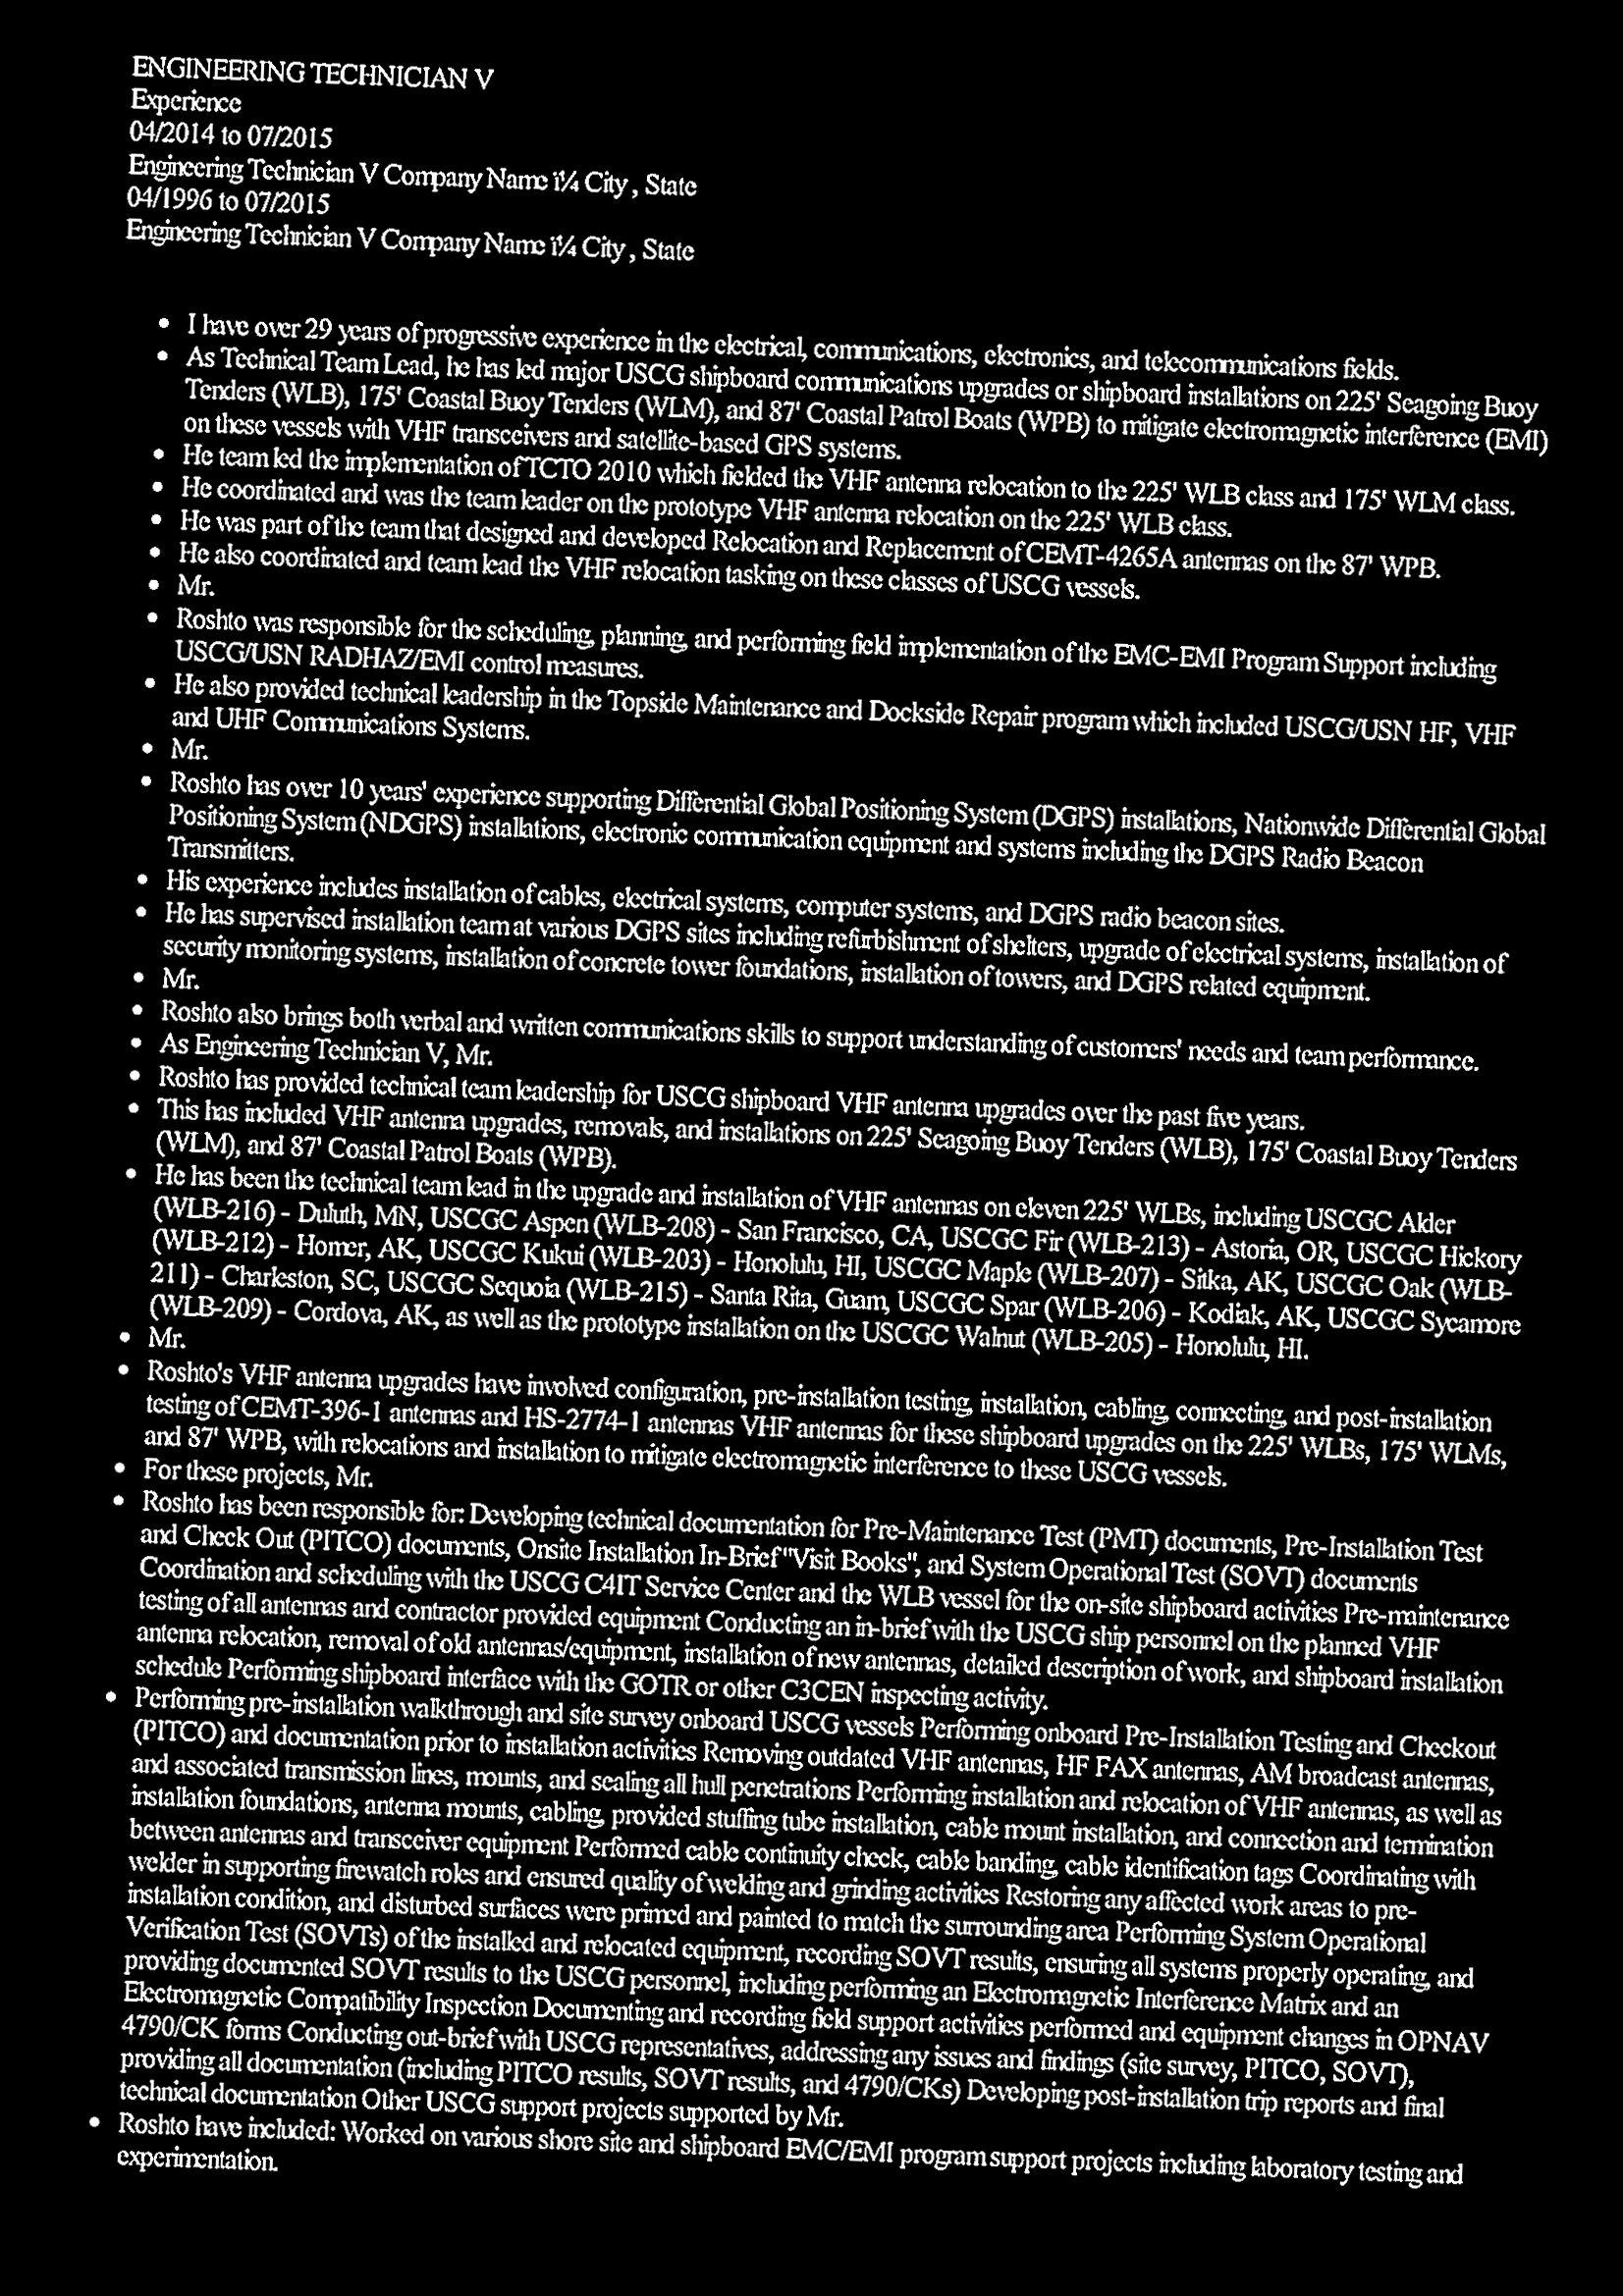 ENGINEERING TECHNICIAN V
Experience
04/2014 to 07/2015
Engineering Technician V Company Name ï¼ City , State
04/1996 to 07/2015
Engineering Technician V Company Name ï¼ City , State
• I have over 29 years of progressive experience in the electrical, communications, electronics, and telecommunications fields.
• As Technical Team Lead, he has led major USCG shipboard communications upgrades or shipboard installations on 225' Seagoing Buoy
Tenders (WLB), 175' Coastal Buoy Tenders (WLM), and 87' Coastal Patrol Boats (WPB) to mitigate electromagnetic interference (EMI)
on these vessels with VHF transceivers and satellite-based GPS systems.
• He team led the implementation of TCTO 2010 which fielded the VHF antenna relocation to the 225' WLB class and 175' WLM class.
• He coordinated and was the team leader on the prototype VHF antenna relocation on the 225' WLB class.
• He was part of the team that designed and developed Relocation and Replacement of CEMT-4265A antennas on the 87' WPB.
• He also coordinated and team lead the VHF relocation tasking on these classes of USCG vessels.
• Mr.
• Roshto was responsible for the scheduling, planning, and performing field implementation of the EMC-EMI Program Support including
USCG/USN RADHAZ/EMI control measures.
• He also provided technical leadership in the Topside Maintenance and Dockside Repair program which included USCG/USN HF, VHF
and UHF Communications Systems.
• Mr.
• Roshto has over 10 years' experience supporting Differential Global Positioning System (DGPS) installations, Nationwide Differential Global
Positioning System (NDGPS) installations, electronic communication equipment and systems including the DGPS Radio Beacon
Transmitters.
• His experience includes installation of cables, electrical systems, computer systems, and DGPS radio beacon sites.
• He has supervised installation team at various DGPS sites including refurbishment of shelters, upgrade of electrical systems, installation of
security monitoring systems, installation of concrete tower foundations, installation of towers, and DGPS related equipment.
• Mr.
• Roshto also brings both verbal and written communications skills to support understanding of customers' needs and team performance.
• As Engineering Technician V, Mr.
• Roshto has provided technical team leadership for USCG shipboard VHF antenna upgrades over the past five years.
• This has included VHF antenna upgrades, removals, and installations on 225' Seagoing Buoy Tenders (WLB), 175' Coastal Buoy Tenders
(WLM), and 87' Coastal Patrol Boats (WPB).
• He has been the technical team lead in the upgrade and installation of VHF antennas on eleven 225' WLBs, including USCGC Alder
(WLB-216) - Duluth, MN, USCGC Aspen (WLB-208) - San Francisco, CA, USCGC Fir (WLB-213) - Astoria, OR, USCGC Hickory
(WLB-212) - Homer, AK, USCGC Kukui (WLB-203) - Honolulu, HI, USCGC Maple (WLB-207) - Sitka, AK, USCGC Oak (WLB-
211) - Charleston, SC, USCGC Sequoia (WLB-215) - Santa Rita, Guam, USCGC Spar (WLB-206) - Kodiak, AK, USCGC Sycamore
(WLB-209) - Cordova, AK, as well as the prototype installation on the USCGC Walnut (WLB-205) - Honolulu, HI.
• Mr.
• Roshto's VHF antenna upgrades have involved configuration, pre-installation testing, installation, cabling, connecting, and post-installation
testing of CEMT-396-1 antennas and HS-2774-1 antennas VHF antennas for these shipboard upgrades on the 225' WLBs, 175' WLMs,
and 87' WPB, with relocations and installation to mitigate electromagnetic interference to these USCG vessels.
• For these projects, Mr.
• Roshto has been responsible for: Developing technical documentation for Pre-Maintenance Test (PMT) documents, Pre-Installation Test
and Check Out (PITCO) documents, Onsite Installation In-Brief "Visit Books", and System Operational Test (SOVT) documents
Coordination and scheduling with the USCG C4IT Service Center and the WLB vessel for the on-site shipboard activities Pre-maintenance
testing of all antennas and contractor provided equipment Conducting an in-brief with the USCG ship personnel on the planned VHF
antenna relocation, removal of old antennas/equipment, installation of new antennas, detailed description of work, and shipboard installation
schedule Performing shipboard interface with the GOTR or other C3CEN inspecting activity.
• Performing pre-installation walkthrough and site survey onboard USCG vessels Performing onboard Pre-Installation Testing and Checkout
(PITCO) and documentation prior to installation activities Removing outdated VHF antennas, HF FAX antennas, AM broadcast antennas,
and associated transmission lines, mounts, and sealing all hull penetrations Performing installation and relocation of VHF antennas, as well as
installation foundations, antenna mounts, cabling, provided stuffing tube installation, cable mount installation, and connection and termination
between antennas and transceiver equipment Performed cable continuity check, cable banding, cable identification tags Coordinating with
welder in supporting firewatch roles and ensured quality of welding and grinding activities Restoring any affected work areas to pre-
installation condition, and disturbed surfaces were primed and painted to match the surrounding area Performing System Operational
Verification Test (SOVTs) of the installed and relocated equipment, recording SOVT results, ensuring all systems properly operating, and
providing documented SOVT results to the USCG personnel, including performing an Electromagnetic Interference Matrix and an
Electromagnetic Compatibility Inspection Documenting and recording field support activities performed and equipment changes in OPNAV
4790/CK forms Conducting out-brief with USCG representatives, addressing any issues and findings (site survey, PITCO, SOVT),
providing all documentation (including PITCO results, SOVT results, and 4790/CKs) Developing post-installation trip reports and final
technical documentation Other USCG support projects supported by Mr.
• Roshto have included: Worked on various shore site and shipboard EMC/EMI program support projects including laboratory testing and
experimentation.